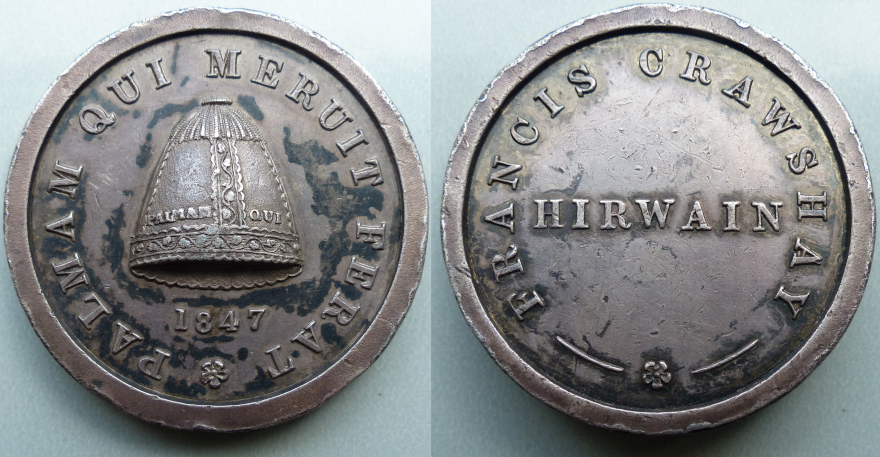 PALMAM QUI MERUIT FERAT
PALMAM QUI
1847
FRANCIS CRAWSHAY
HIRWAIN